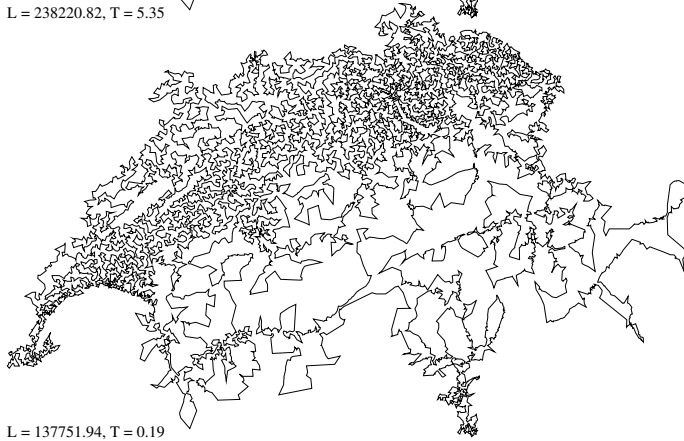 L = 238220.82, T = 5.35
L = 137751.94, T = 0.19